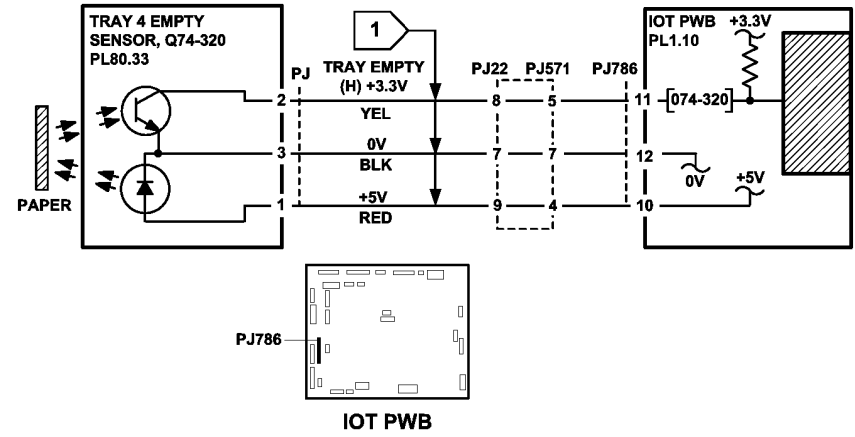 TRAY 4 EMPTY
SENSOR, Q74-320
PL80.33
1
IOT PWB
PL1.10
+3.3V
PJ
TRAY EMPTY
(H) +3.3V
PJ22
PJ571
PJ786
2
YEL
8
5
11
[074-320]
3
0V
BLK
7
7
12
0V
+5V
PAPER
1
+5V
RED
9
4
10
PJ786
IOT PWB